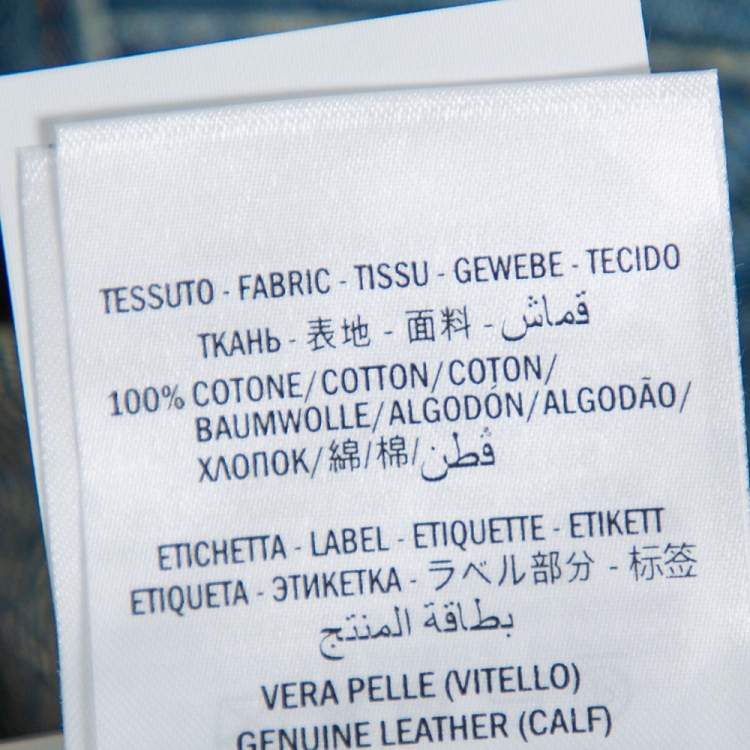 TESSUTO - FABRIC - TISSU - GEWEBE - TECIDO
ТКАНЬ - 表地 - 面料 - قماش
100% COTONE/COTTON/COTON/
BAUMWOLLE/ALGODÓN/ALGODÃO/
ХЛОПОК/綿/棉/قطن
ETICHETTA - LABEL - ETIQUETTE - ETIKETT
ETIQUETA - ЭТИКЕТКА - ラベル部分 - 标签
بطاقة المنتج
VERA PELLE (VITELLO)
GENUINE LEATHER (CALF)